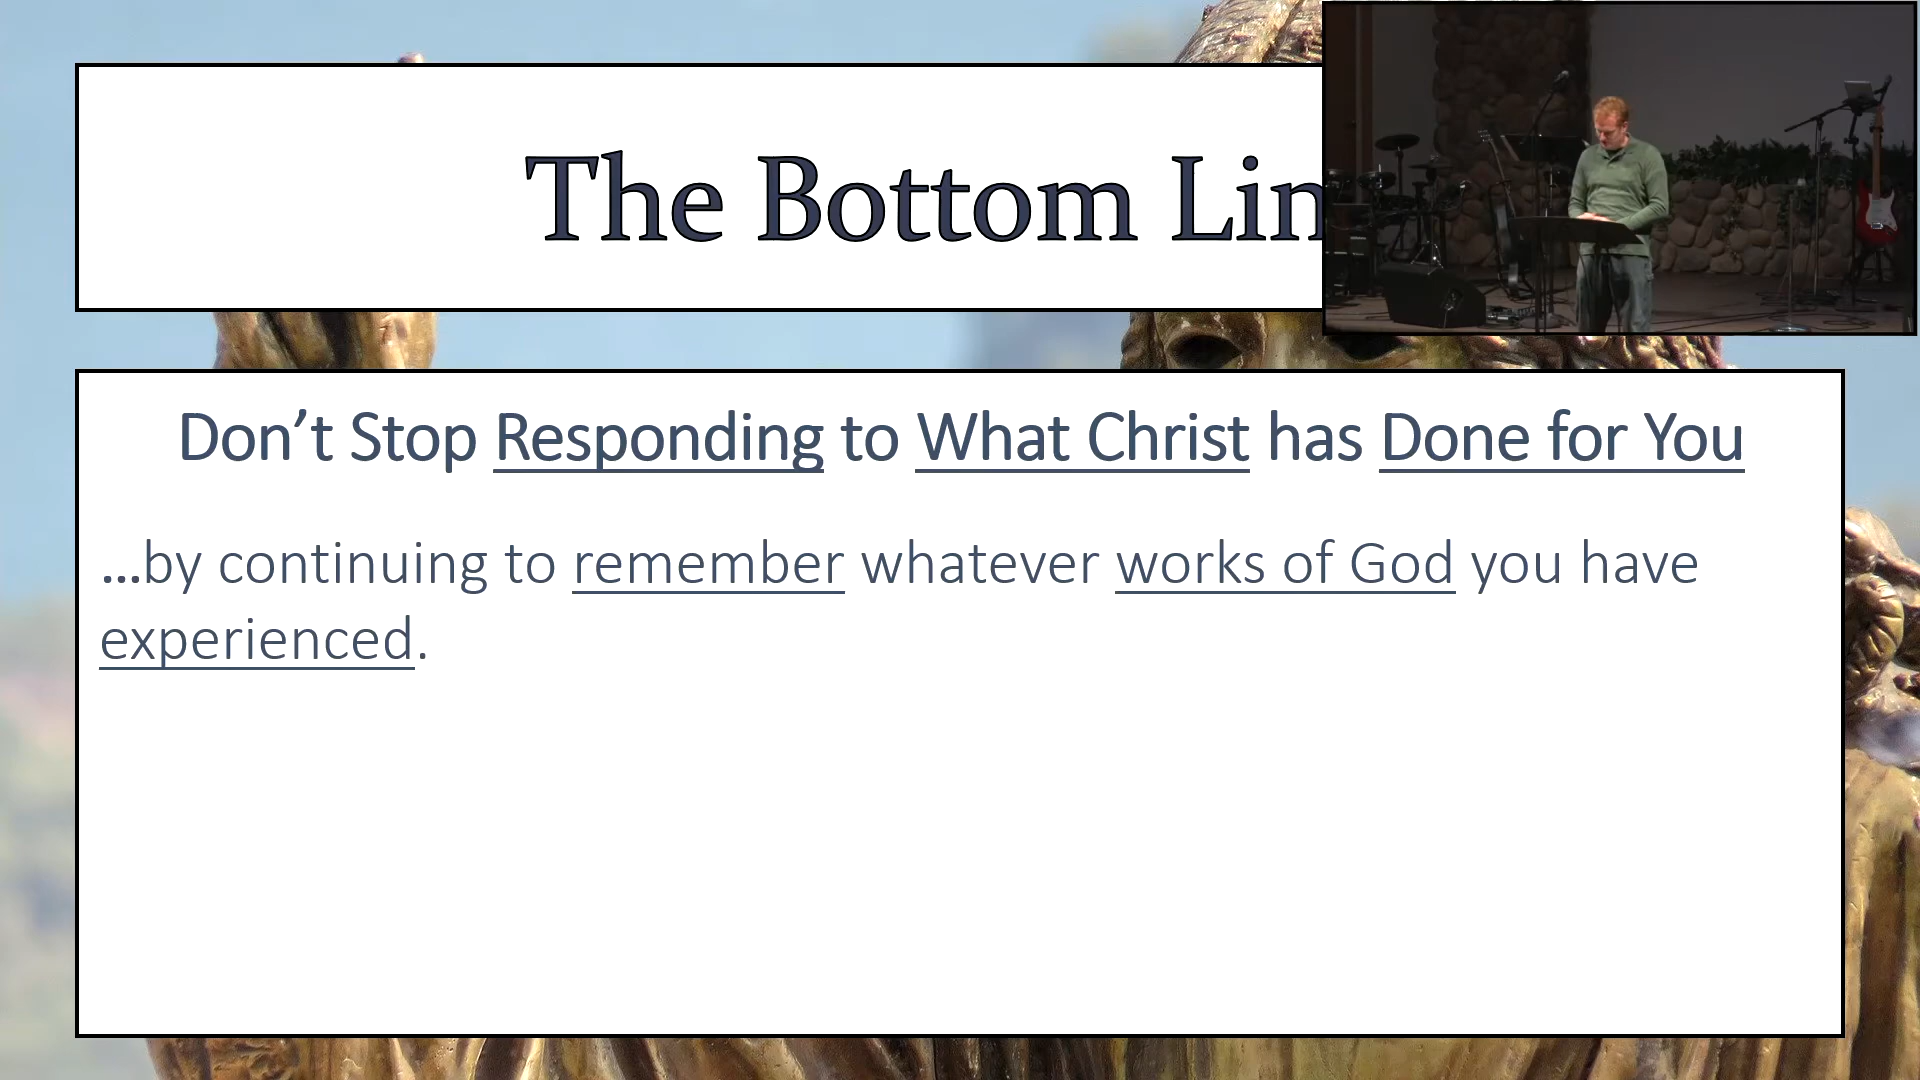 The Bottom Lin
Don’t Stop Responding to What Christ has Done for You
...by continuing to remember whatever works of God you have
experienced.